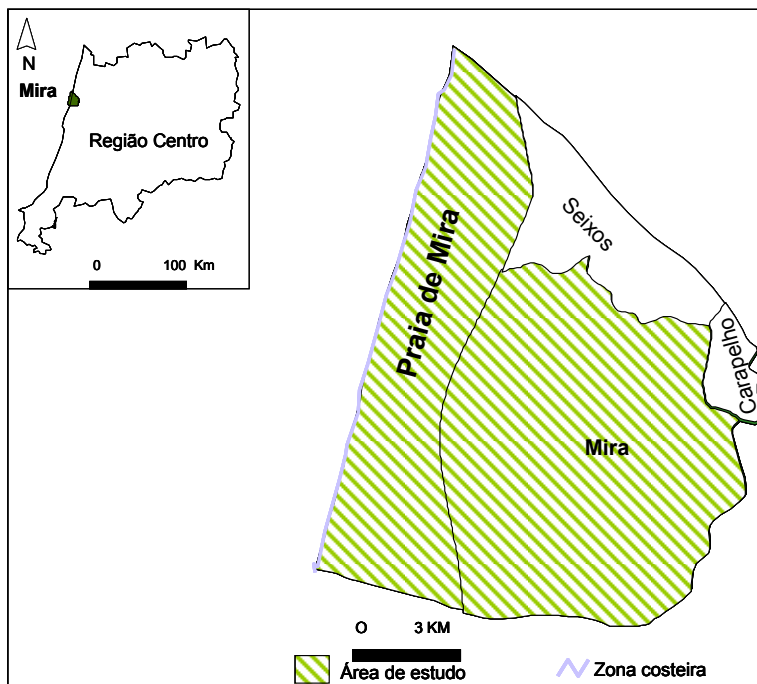 N
Mira
Região Centro
0 100 Km
Praia de Mira
Seixos
Carapelho
Mira
O 3 KM
Área de estudo
Zona costeira